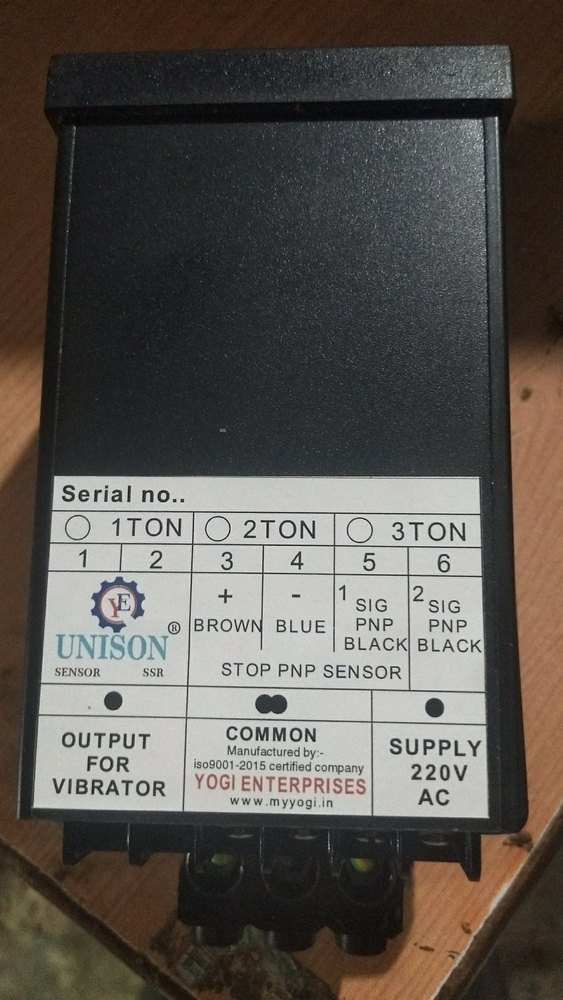 Serial no..
1TON 2TON 3TON
1 2 3 4 5 6
YE
UNISON®
SENSOR SSR
+
BROWN
-
BLUE
1 SIG
PNP
BLACK
2 SIG
PNP
BLACK
STOP PNP SENSOR
OUTPUT
FOR
VIBRATOR
COMMON
Manufactured by:-
iso9001-2015 certified company
YOGI ENTERPRISES
www.myyogi.in
SUPPLY
220V
AC